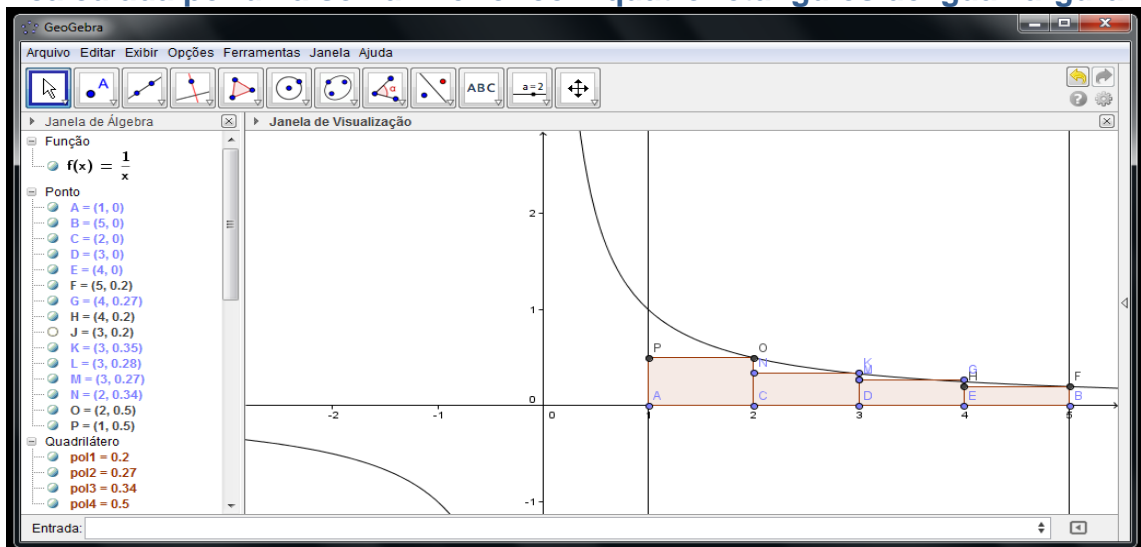 GeoGebra
Arquivo Editar Exibir Opções Ferramentas Janela Ajuda
A
α
ABC
a=2
Janela de Álgebra
Função
f(x) = 1/x
Ponto
A = (1, 0)
B = (5, 0)
C = (2, 0)
D = (3, 0)
E = (4, 0)
F = (5, 0.2)
G = (4, 0.27)
H = (4, 0.2)
J = (3, 0.2)
K = (3, 0.35)
L = (3, 0.28)
M = (3, 0.27)
N = (2, 0.34)
O = (2, 0.5)
P = (1, 0.5)
Quadrilátero
pol1 = 0.2
pol2 = 0.27
pol3 = 0.34
pol4 = 0.5
Janela de Visualização
2
1
P O
N K G
M H F
0
A C D E B
-2 -1 0 1 2 3 4 5
-1
Entrada: